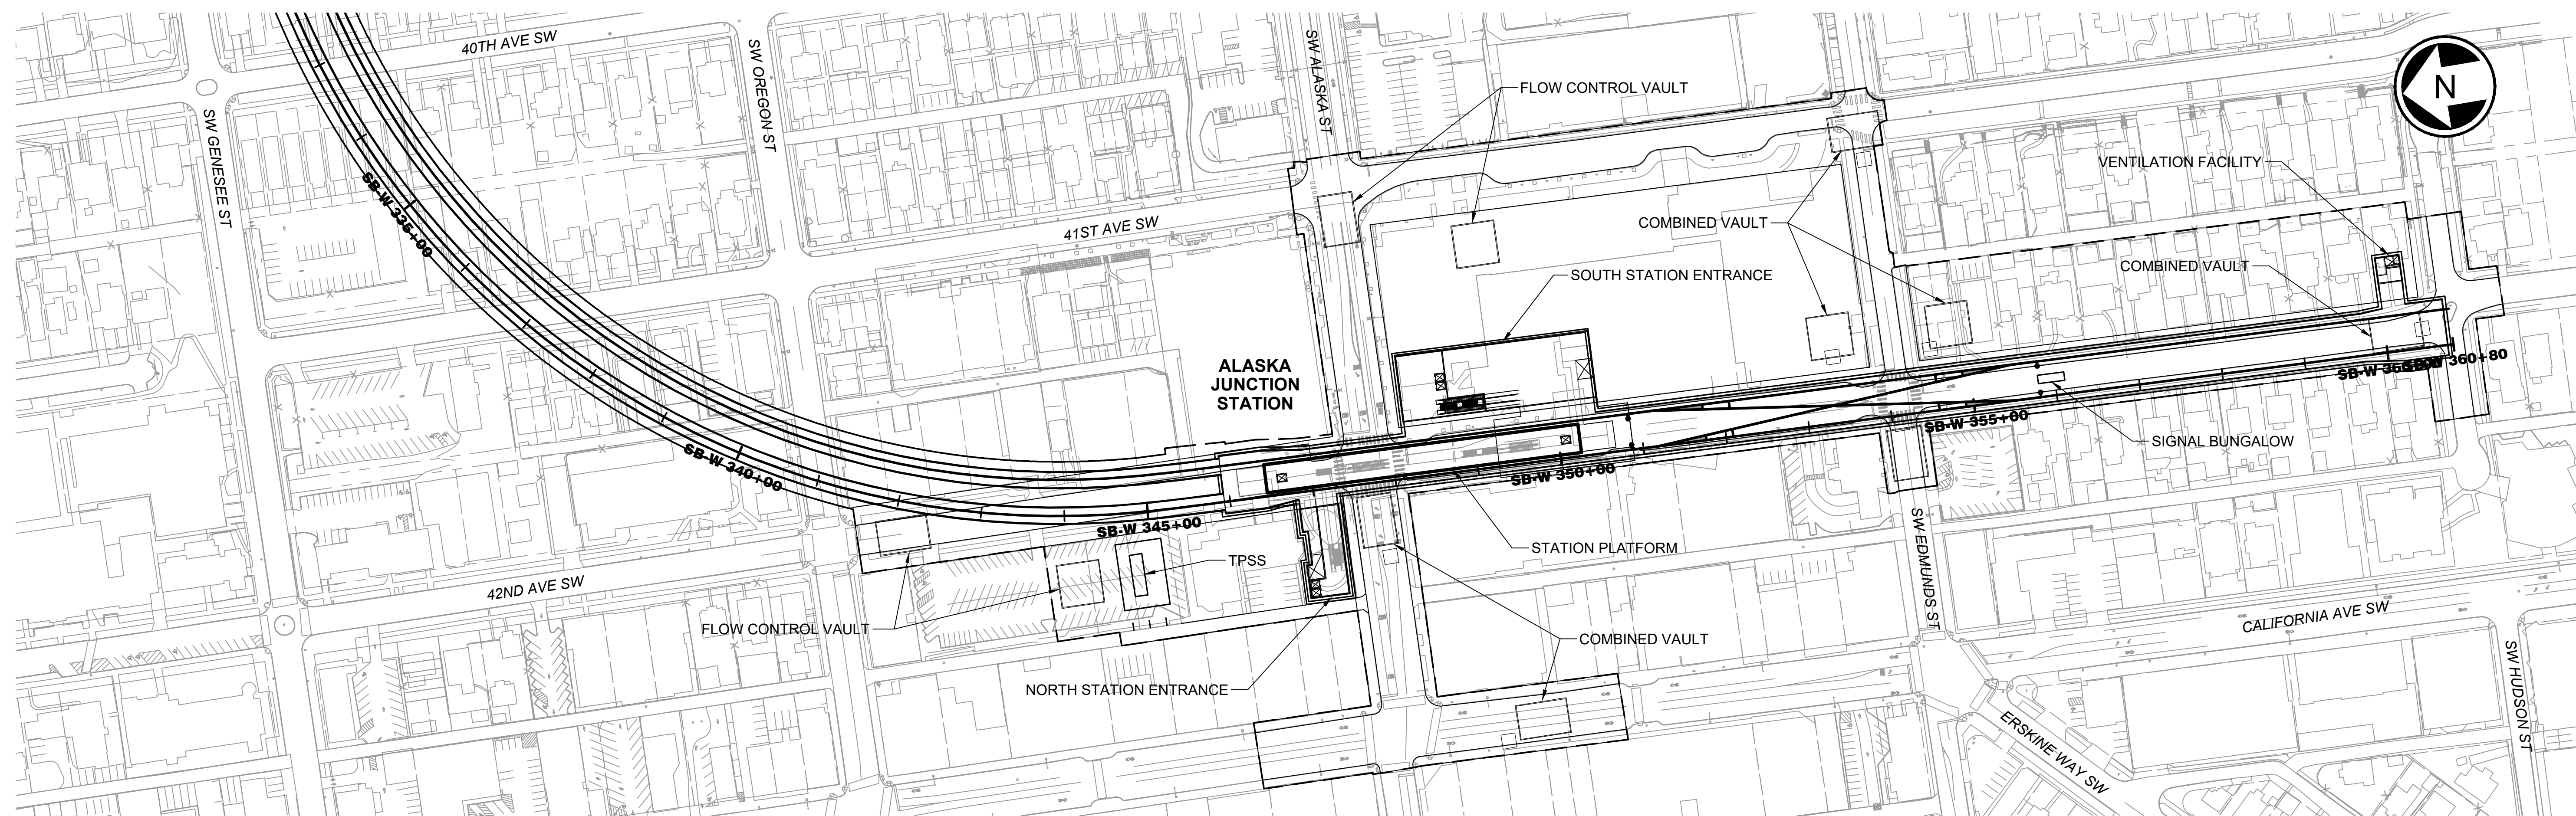 40TH AVE SW
SW OREGON ST
SW ALASKA ST
FLOW CONTROL VAULT
N
SW GENESEE ST
VENTILATION FACILITY
SB-W 335+00
41ST AVE SW
COMBINED VAULT
SOUTH STATION ENTRANCE
COMBINED VAULT
ALASKA
JUNCTION
STATION
SB-W 360+80
SB-W 355+00
SIGNAL BUNGALOW
SB-W 340+00
SB-W 350+00
SB-W 345+00
STATION PLATFORM
TPSS
SW EDMUNDS ST
42ND AVE SW
FLOW CONTROL VAULT
COMBINED VAULT
CALIFORNIA AVE SW
NORTH STATION ENTRANCE
SW HUDSON ST
ERSKINE WAY SW